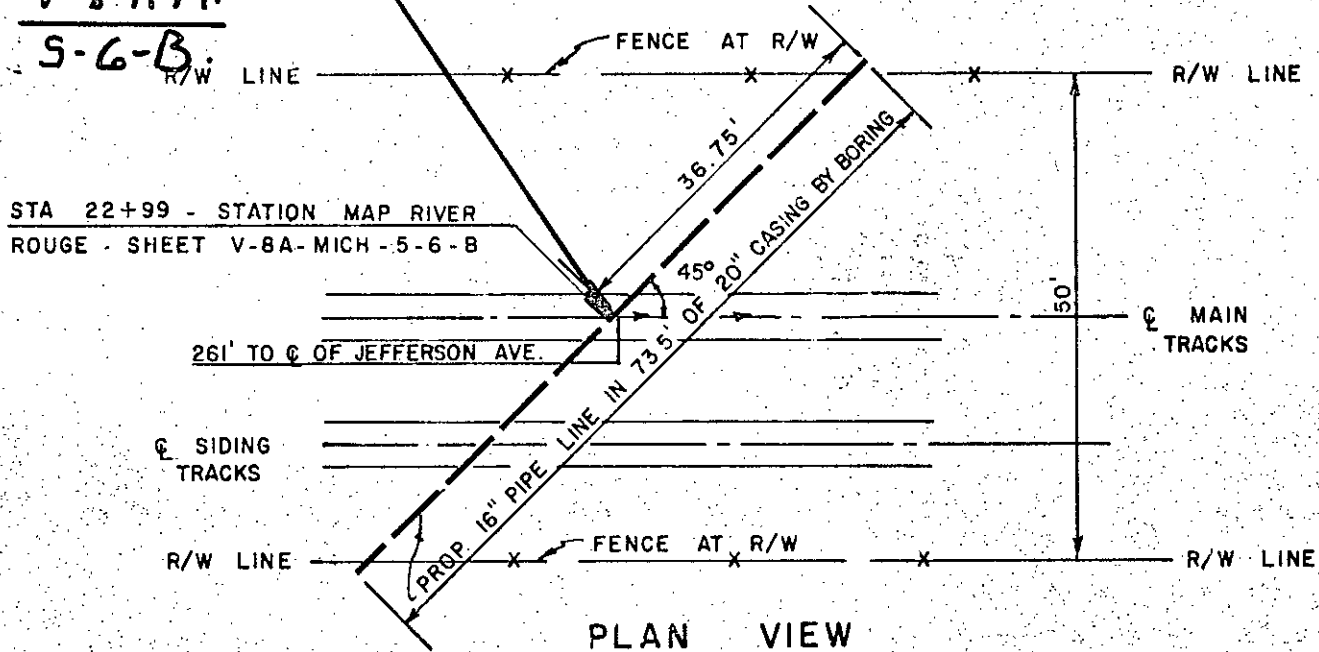 S-6-B.
FENCE AT R/W
R/W LINE
R/W LINE
36.75'
STA 22+99 - STATION MAP RIVER
ROUGE - SHEET V-8A-MICH-5-6-B
45°
50'
℄ MAIN
TRACKS
261' TO ℄ OF JEFFERSON AVE.
PROP. 16" PIPE LINE IN 73.5' OF 20" CASING BY BORING
℄ SIDING
TRACKS
R/W LINE
FENCE AT R/W
R/W LINE
PLAN VIEW